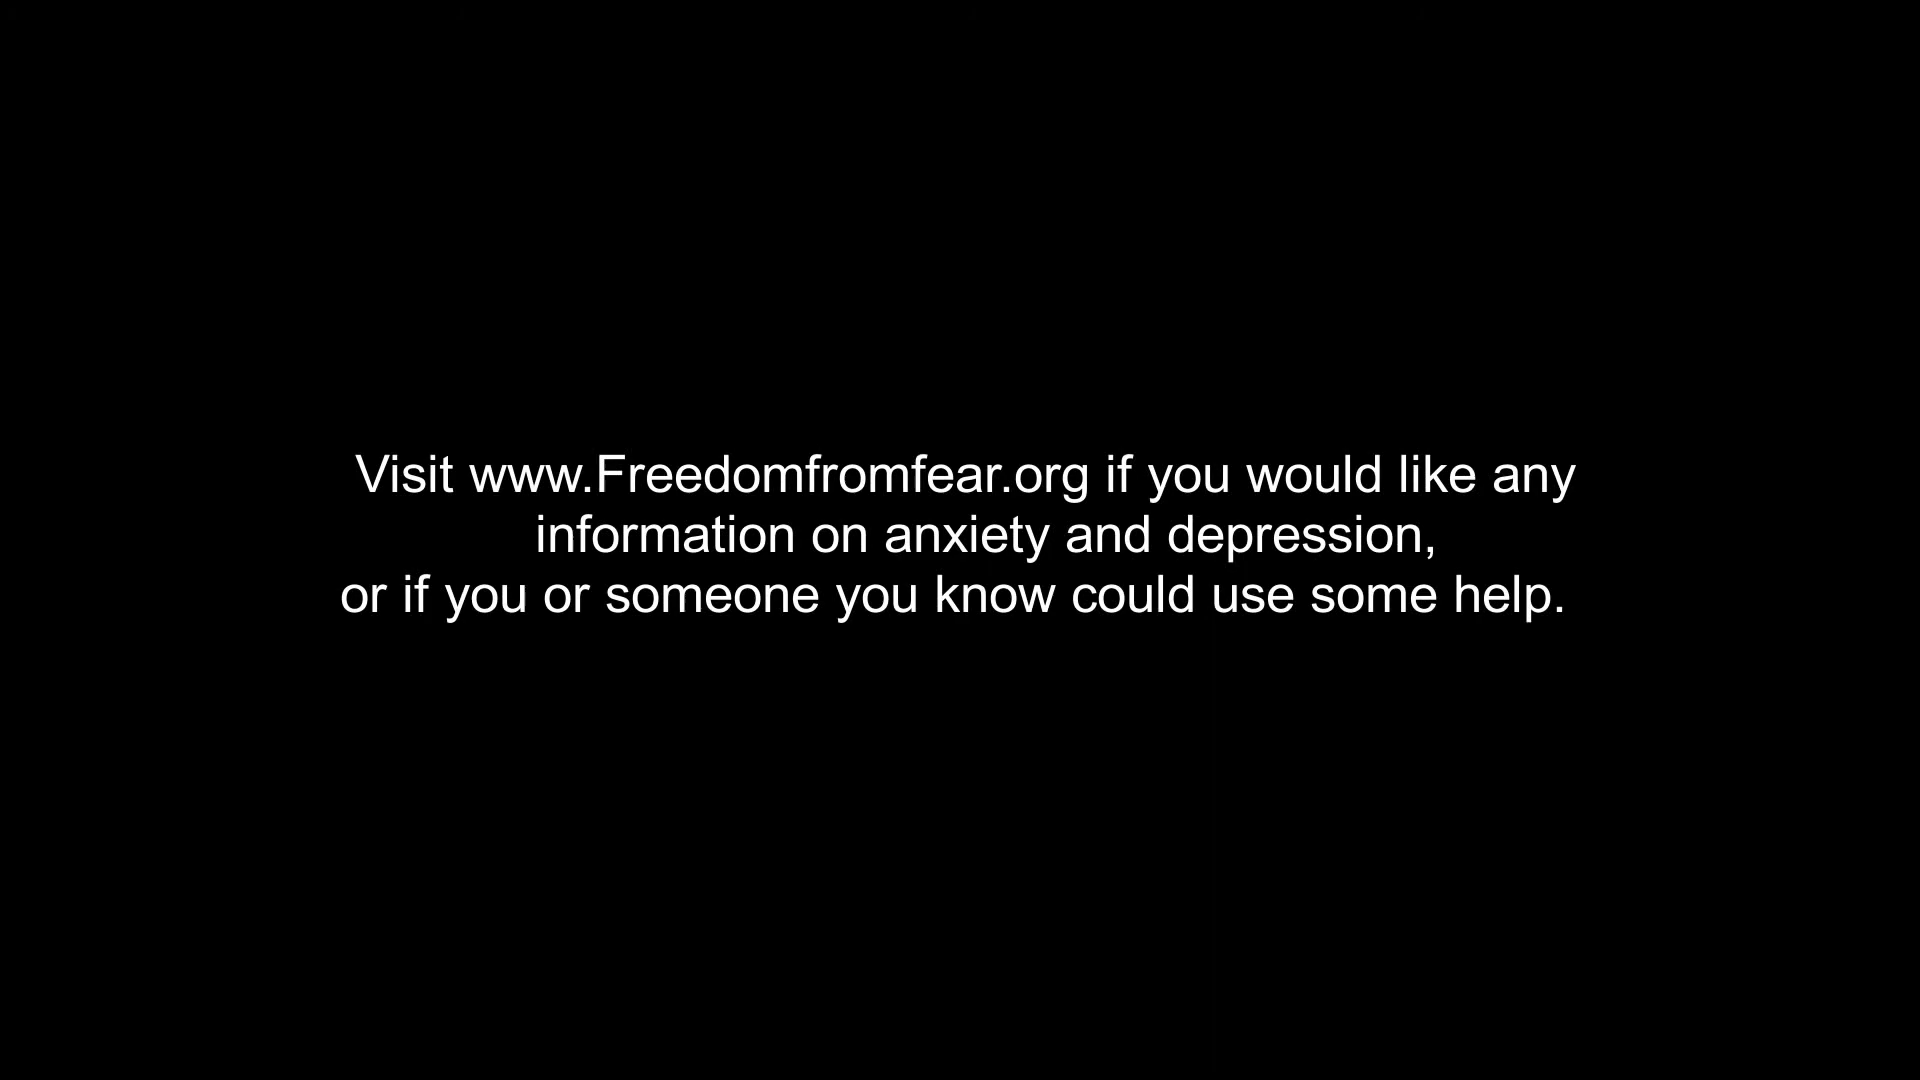 Visit www.Freedomfromfear.org if you would like any
information on anxiety and depression,
or if you or someone you know could use some help.